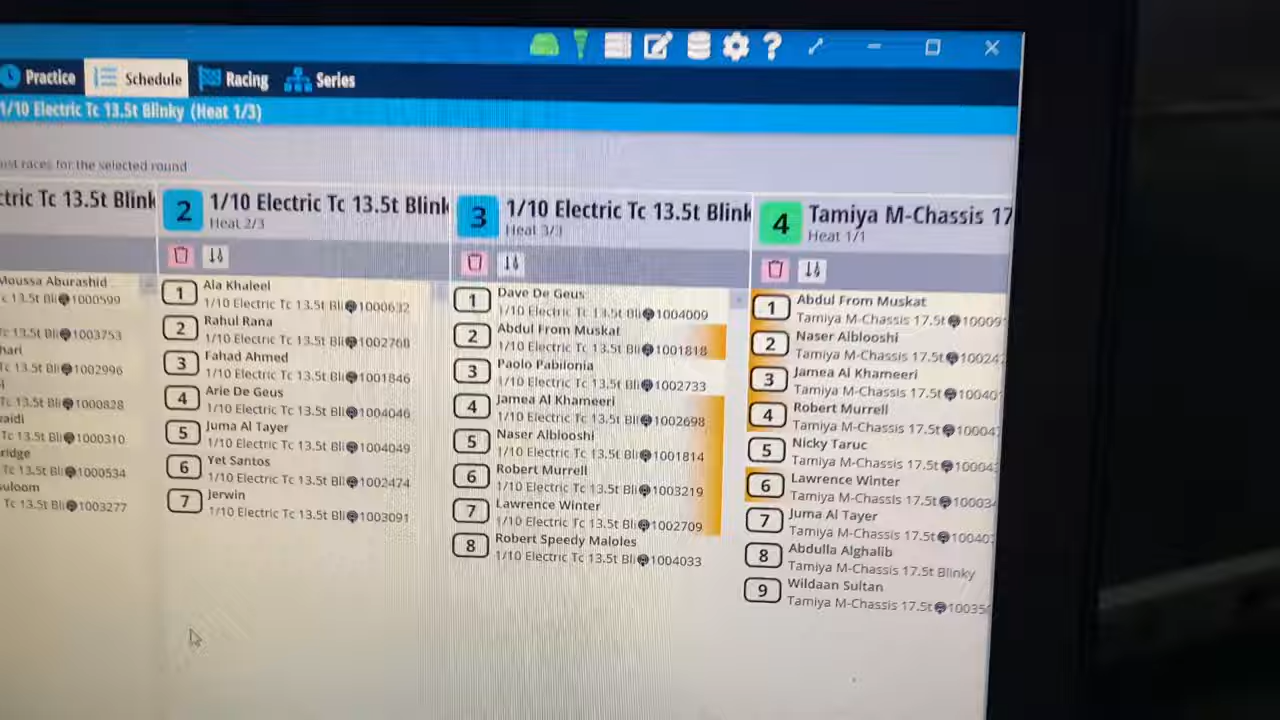 Practice
Schedule
Racing
Series
1/10 Electric Tc 13.5t Blinky (Heat 1/3)
races for the selected round
Tc 13.5t Blink
Moussa Aburashid
13.5t Bli 1000599
Tc 13.5t Bli 1003753
Tc 13.5t Bli 1002996
Tc 13.5t Bli 1000828
Tc 13.5t Bli 1000310
Tc 13.5t Bli 1000534
Tc 13.5t Bli 1003277
2 1/10 Electric Tc 13.5t Blink
Heat 2/3
1 Ala Khaleel
1/10 Electric Tc 13.5t Bli 1000632
2 Rahul Rana
1/10 Electric Tc 13.5t Bli 1002760
3 Fahad Ahmed
1/10 Electric Tc 13.5t Bli 1001846
4 Arie De Geus
1/10 Electric Tc 13.5t Bli 1004046
5 Juma Al Tayer
1/10 Electric Tc 13.5t Bli 1004049
6 Yet Santos
1/10 Electric Tc 13.5t Bli 1002474
7 Jerwin
1/10 Electric Tc 13.5t Bli 1003091
3 1/10 Electric Tc 13.5t Blink
Heat 3/3
1 Dave De Geus
1/10 Electric Tc 13.5t Bli 1004009
2 Abdul From Muskat
1/10 Electric Tc 13.5t Bli 1001818
3 Paolo Pabilonia
1/10 Electric Tc 13.5t Bli 1002733
4 Jamea Al Khameeri
1/10 Electric Tc 13.5t Bli 1002698
5 Naser Alblooshi
1/10 Electric Tc 13.5t Bli 1001814
6 Robert Murrell
1/10 Electric Tc 13.5t Bli 1003219
7 Lawrence Winter
1/10 Electric Tc 13.5t Bli 1002709
8 Robert Speedy Maloles
1/10 Electric Tc 13.5t Bli 1004033
4 Tamiya M-Chassis 17
Heat 1/1
1 Abdul From Muskat
Tamiya M-Chassis 17.5t 10009
2 Naser Alblooshi
Tamiya M-Chassis 17.5t 10024
3 Jamea Al Khameeri
Tamiya M-Chassis 17.5t 10040
4 Robert Murrell
Tamiya M-Chassis 17.5t 10004
5 Nicky Taruc
Tamiya M-Chassis 17.5t 10004
6 Lawrence Winter
Tamiya M-Chassis 17.5t 10003
7 Juma Al Tayer
Tamiya M-Chassis 17.5t 10040
8 Abdulla Alghalib
Tamiya M-Chassis 17.5t Blinky
9 Wildaan Sultan
Tamiya M-Chassis 17.5t 10035